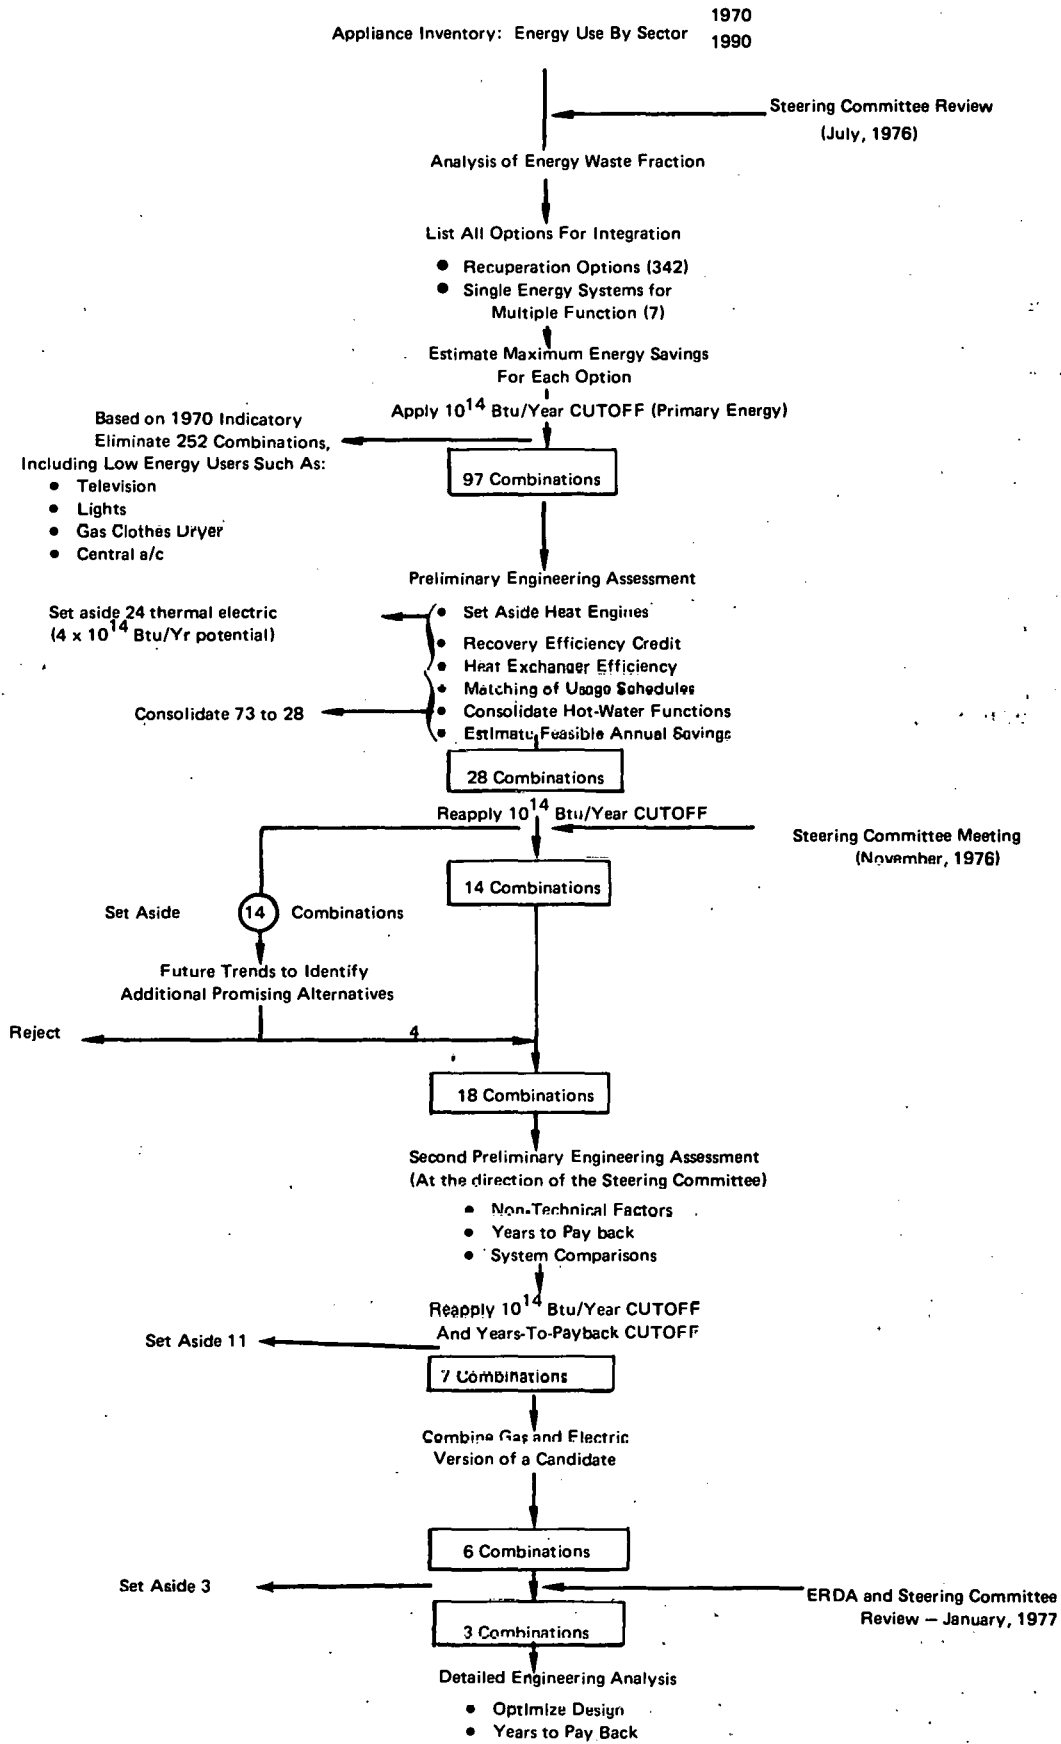 Appliance Inventory: Energy Use By Sector 1970
1990
Steering Committee Review
(July, 1976)
Analysis of Energy Waste Fraction
List All Options For Integration
● Recuperation Options (342)
● Single Energy Systems for
Multiple Function (7)
Estimate Maximum Energy Savings
For Each Option
Apply 10^14 Btu/Year CUTOFF (Primary Energy)
Based on 1970 Indicatory
Eliminate 252 Combinations,
Including Low Energy Users Such As:
● Television
● Lights
● Gas Clothes Dryer
● Central a/c
97 Combinations
Preliminary Engineering Assessment
Set aside 24 thermal electric
(4 x 10^14 Btu/Yr potential)
● Set Aside Heat Engines
● Recovery Efficiency Credit
● Heat Exchanger Efficiency
● Matching of Usage Schedules
● Consolidate Hot-Water Functions
● Estimate Feasible Annual Savings
Consolidate 73 to 28
28 Combinations
Reapply 10^14 Btu/Year CUTOFF
Steering Committee Meeting
(November, 1976)
14 Combinations
Set Aside 14 Combinations
Future Trends to Identify
Additional Promising Alternatives
Reject
4
18 Combinations
Second Preliminary Engineering Assessment
(At the direction of the Steering Committee)
● Non-Technical Factors
● Years to Pay back
● System Comparisons
Reapply 10^14 Btu/Year CUTOFF
And Years-To-Payback CUTOFF
Set Aside 11
7 Combinations
Combine Gas and Electric
Version of a Candidate
6 Combinations
Set Aside 3
ERDA and Steering Committee
Review — January, 1977
3 Combinations
Detailed Engineering Analysis
● Optimize Design
● Years to Pay Back